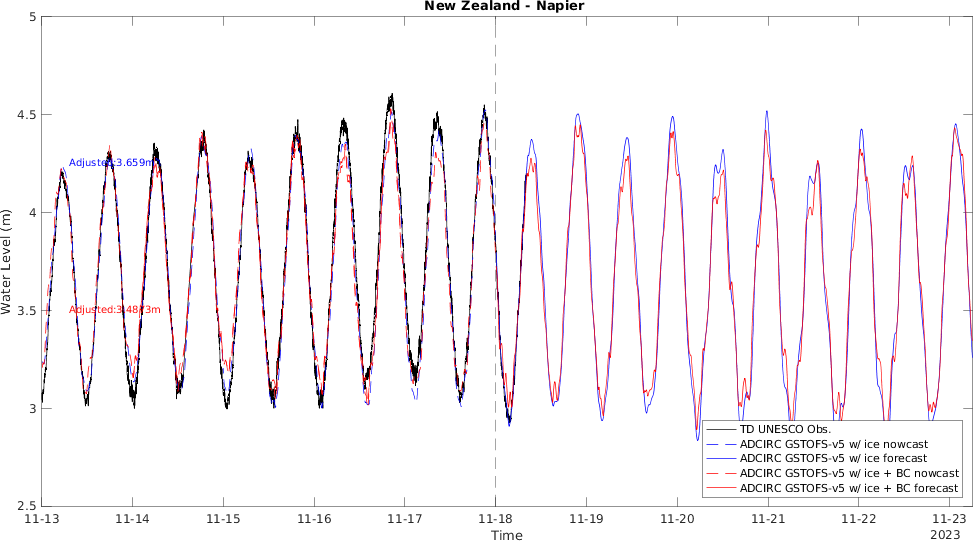 New Zealand - Napier
5
4.5
4
3.5
3
2.5
Water Level (m)
Adjusted:3.659m
TD UNESCO Obs.
ADCIRC GSTOFS-v5 w/ ice nowcast
ADCIRC GSTOFS-v5 w/ ice forecast
ADCIRC GSTOFS-v5 w/ ice + BC nowcast
ADCIRC GSTOFS-v5 w/ ice + BC forecast
11-13
11-14
11-15
11-16
11-17
11-18
11-19
11-20
11-21
11-22
11-23
Time
2023